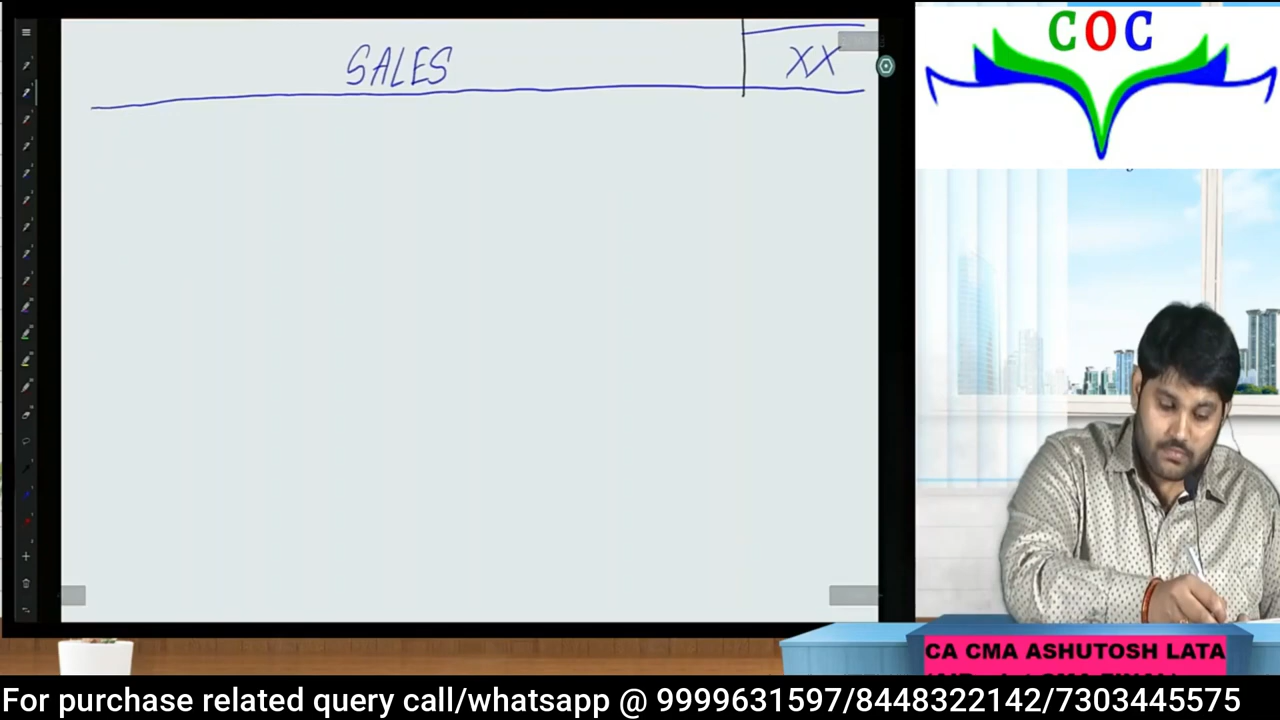 SALES XX
COC
CA CMA ASHUTOSH LATA
For purchase related query call/whatsapp @ 9999631597/8448322142/7303445575